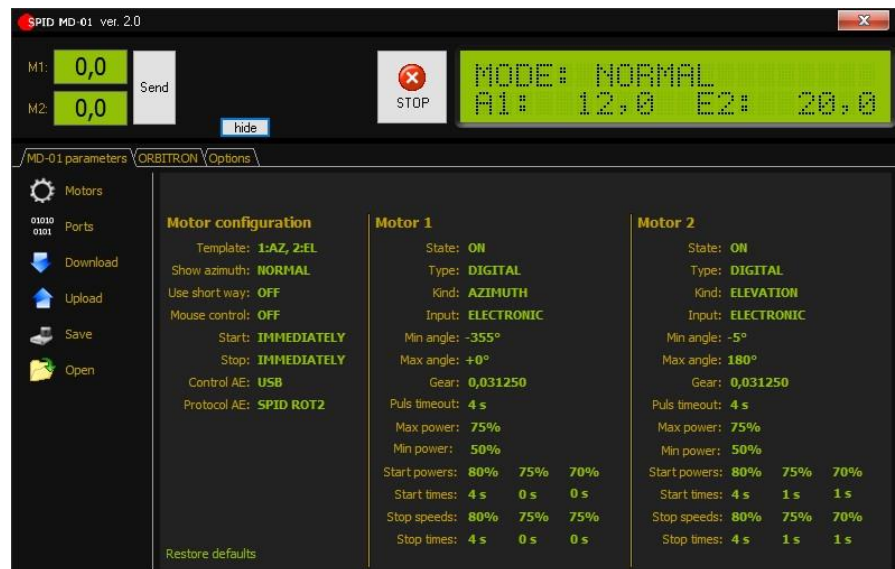 SPID MD-01 ver. 2.0
M1: 0,0
M2: 0,0
Send
hide
STOP
MODE: NORMAL
A1: 12,0 E2: 20,0
MD-01 parameters ORBITRON Options
Motors
01010
0101
Ports
Download
Upload
Save
Open
Motor configuration
Template: 1:AZ, 2:EL
Show azimuth: NORMAL
Use short way: OFF
Mouse control: OFF
Start: IMMEDIATELY
Stop: IMMEDIATELY
Control AE: USB
Protocol AE: SPID ROT2
Restore defaults
Motor 1
State: ON
Type: DIGITAL
Kind: AZIMUTH
Input: ELECTRONIC
Min angle: -355°
Max angle: +0°
Gear: 0,031250
Puls timeout: 4 s
Max power: 75%
Min power: 50%
Start powers: 80% 75% 70%
Start times: 4 s 0 s 0 s
Stop speeds: 80% 75% 75%
Stop times: 4 s 0 s 0 s
Motor 2
State: ON
Type: DIGITAL
Kind: ELEVATION
Input: ELECTRONIC
Min angle: -5°
Max angle: 180°
Gear: 0,031250
Puls timeout: 4 s
Max power: 75%
Min power: 50%
Start powers: 80% 75% 70%
Start times: 4 s 1 s 1 s
Stop speeds: 80% 75% 70%
Stop times: 4 s 1 s 1 s